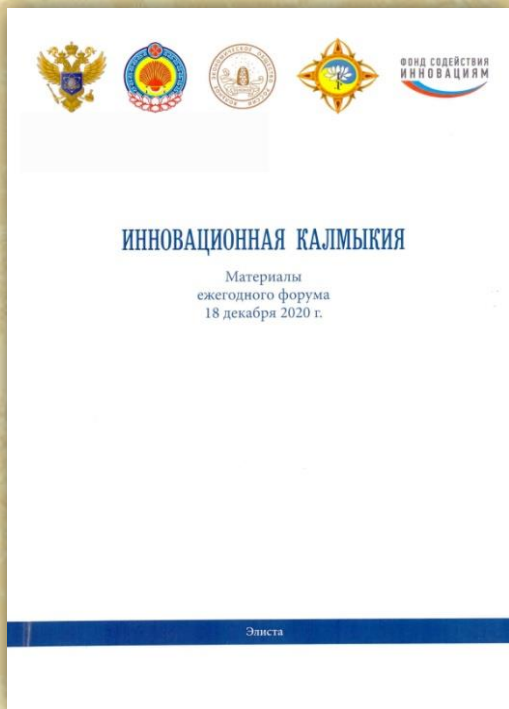 ФОНД СОДЕЙСТВИЯ
ИННОВАЦИЯМ
ИННОВАЦИОННАЯ КАЛМЫКИЯ
Материалы
ежегодного форума
18 декабря 2020 г.
Элиста